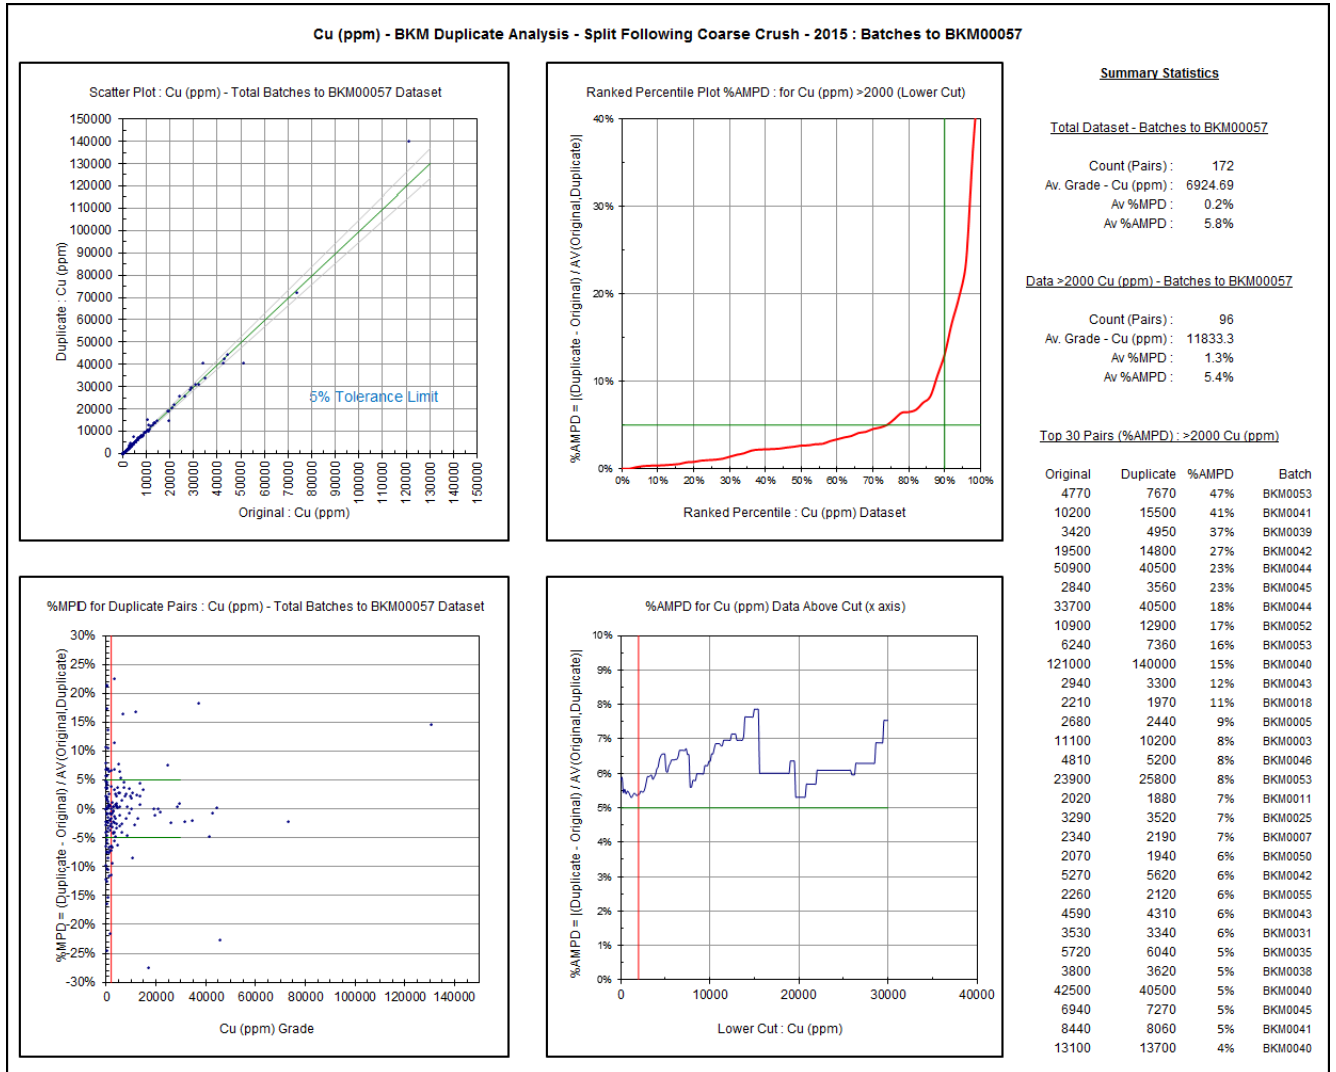 Cu (ppm) - BKM Duplicate Analysis - Split Following Coarse Crush - 2015 : Batches to BKM00057
Scatter Plot : Cu (ppm) - Total Batches to BKM00057 Dataset
150000
140000
130000
120000
110000
100000
90000
80000
70000
60000
50000
40000
30000
20000
10000
0
Duplicate : Cu (ppm)
5% Tolerance Limit
0
10000
20000
30000
40000
50000
60000
70000
80000
90000
100000
110000
120000
130000
140000
150000
Original : Cu (ppm)
Ranked Percentile Plot %AMPD : for Cu (ppm) >2000 (Lower Cut)
40%
30%
20%
10%
0%
%AMPD = |(Duplicate - Original) / AV(Original,Duplicate)|
0% 10% 20% 30% 40% 50% 60% 70% 80% 90% 100%
Ranked Percentile : Cu (ppm) Dataset
%MPD for Duplicate Pairs : Cu (ppm) - Total Batches to BKM00057 Dataset
30%
25%
20%
15%
10%
5%
0%
-5%
-10%
-15%
-20%
-25%
-30%
%MPD = (Duplicate - Original) / AV(Original,Duplicate)
0 20000 40000 60000 80000 100000 120000 140000
Cu (ppm) Grade
%AMPD for Cu (ppm) Data Above Cut (x axis)
10%
9%
8%
7%
6%
5%
4%
3%
2%
1%
0%
%AMPD = |(Duplicate - Original) / AV(Original,Duplicate)|
0 10000 20000 30000 40000
Lower Cut : Cu (ppm)
Summary Statistics
Total Dataset - Batches to BKM00057
Count (Pairs) : 172
Av. Grade - Cu (ppm) : 6924.69
Av %MPD : 0.2%
Av %AMPD : 5.8%
Data >2000 Cu (ppm) - Batches to BKM00057
Count (Pairs) : 96
Av. Grade - Cu (ppm) : 11833.3
Av %MPD : 1.3%
Av %AMPD : 5.4%
Top 30 Pairs (%AMPD) : >2000 Cu (ppm)
Original Duplicate %AMPD Batch
4770 7670 47% BKM0053
10200 15500 41% BKM0041
3420 4950 37% BKM0039
19500 14800 27% BKM0042
50900 40500 23% BKM0044
2840 3560 23% BKM0045
33700 40500 18% BKM0044
10900 12900 17% BKM0052
6240 7360 16% BKM0053
121000 140000 15% BKM0040
2940 3300 12% BKM0043
2210 1970 11% BKM0018
2680 2440 9% BKM0005
11100 10200 8% BKM0003
4810 5200 8% BKM0046
23900 25800 8% BKM0053
2020 1880 7% BKM0011
3290 3520 7% BKM0025
2340 2190 7% BKM0007
2070 1940 6% BKM0050
5270 5620 6% BKM0042
2260 2120 6% BKM0055
4590 4310 6% BKM0043
3530 3340 6% BKM0031
5720 6040 5% BKM0035
3800 3620 5% BKM0038
42500 40500 5% BKM0040
6940 7270 5% BKM0045
8440 8060 5% BKM0041
13100 13700 4% BKM0040